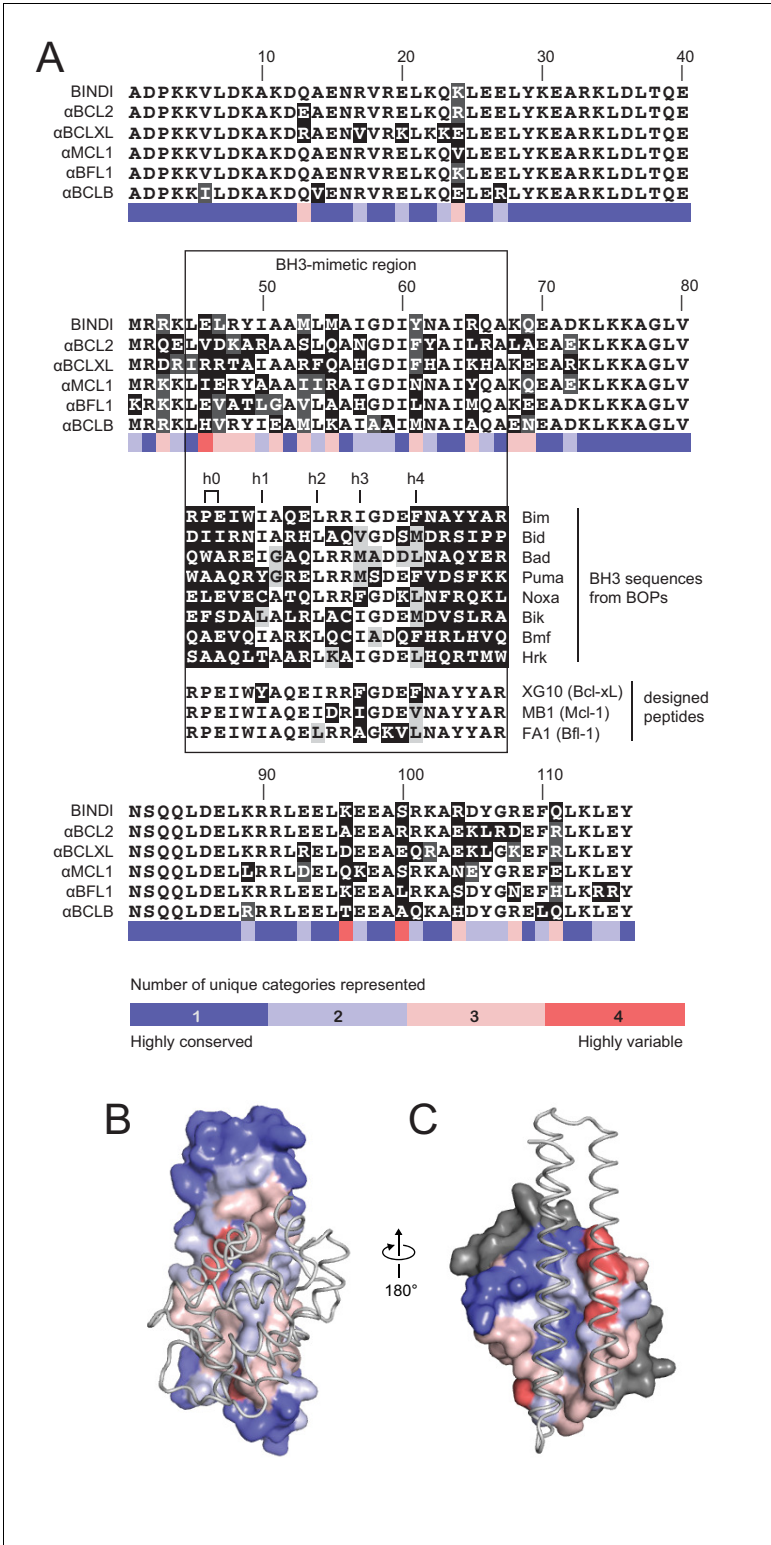 A
10 20 30 40
BINDI ADPKKVLDKAKDQAENRVRELKQKLEELYKEARKLDLTQE
αBCL2 ADPKKVLDKAKDEAENRVRELKQRLEELYKEARKLDLTQE
αBCLXL ADPKKVLDKAKDRAENVVRKLKKELEELYKEARKLDLTQE
αMCL1 ADPKKVLDKAKDQAENRVRELKQVLEELYKEARKLDLTQE
αBFL1 ADPKKVLDKAKDQAENRVRELKQKLEELYKEARKLDLTQE
αBCLB ADPKKILDKAKDQVENRVRELKQELERLYKEARKLDLTQE
BH3-mimetic region
50 60 70 80
BINDI MRRKLELRYIAAMLMAIGDIYNAIRQAKQEADKLKKAGLV
αBCL2 MRQELVDKARAASLQANGDIFYAILRALAEAEKLKKAGLV
αBCLXL MRDRIRRTAIAARFQAHGDIFHAIKHAKEEARKLKKAGLV
αMCL1 MRKKLIERYAAAIIRAIGDINNAIYQAKQEAEKLKKAGLV
αBFL1 KRKKLEVATLGAVLAAHGDILNAIMQAKEEADKLKKAGLV
αBCLB MRRKLHVRYIEAMLKAIAAIMNAIAQAENEADKLKKAGLV
h0 h1 h2 h3 h4
RPEIWIAQELRRIGDEFNAYYAR Bim
DIIRNIARHLAQVGDSMDRSIPP Bid
QWAREIGAQLRRMADDLNAQYER Bad
WAAQRYGRELRRMSDEFVDSFKK Puma
ELEVECATQLRRFGDKLNFRQKL Noxa
EFSDALALRLACIGDEMDVSLRA Bik
QAEVQIARKLQCIADQFHRLHVQ Bmf
SAAQLTAARLKAIGDELHQRTMW Hrk
BH3 sequences
from BOPs
RPEIWYAQEIRRFGDEFNAYYAR XG10 (Bcl-xL)
RPEIWIAQEIDRIGDEVNAYYAR MB1 (Mcl-1)
RPEIWIAQELRRAGKVLNAYYAR FA1 (Bfl-1)
designed
peptides
90 100 110
BINDI NSQQLDELKRRLEELKEEASRKARDYGREFQLKLEY
αBCL2 NSQQLDELKRRLEELAEEARRKAEKLRDEFRLKLEY
αBCLXL NSQQLDELKRRLRELDEEAEQRAEKLGKEFRLKLEY
αMCL1 NSQQLDELLRRLDELQKEASRKANEYGREFELKLEY
αBFL1 NSQQLDELKRRLEELKEEALRKASDYGNEFHLKRRY
αBCLB NSQQLDELRRRLEELTEEAAQKAHDYGRELQLKLEY
Number of unique categories represented
1 2 3 4
Highly conserved Highly variable
B C
180°